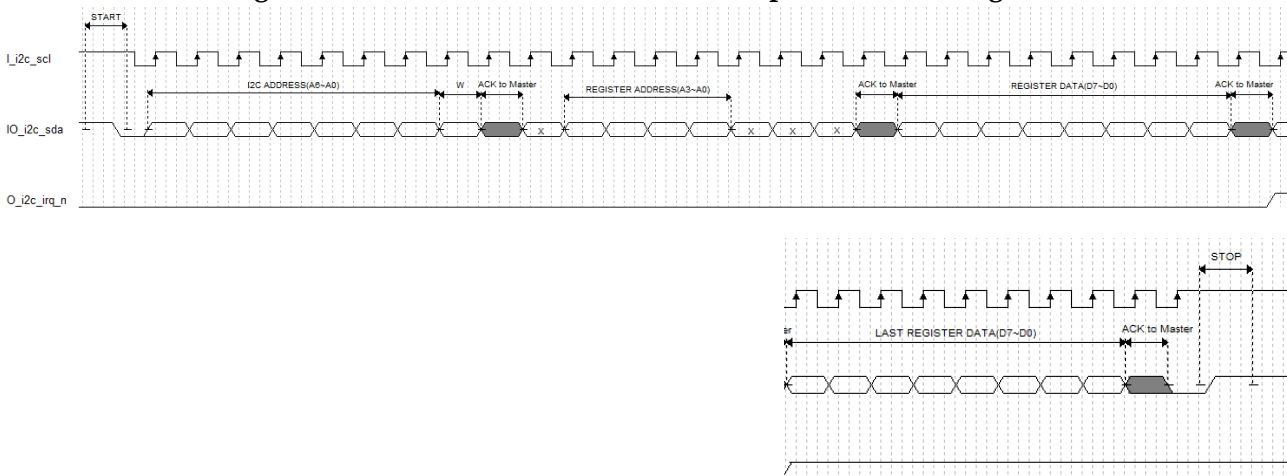 START
I_i2c_scl
I2C ADDRESS(A6~A0)
W
ACK to Master
REGISTER ADDRESS(A3~A0)
ACK to Master
REGISTER DATA(D7~D0)
ACK to Master
IO_i2c_sda
X
X
X
X
O_i2c_irq_n
STOP
LAST REGISTER DATA(D7~D0)
ACK to Master